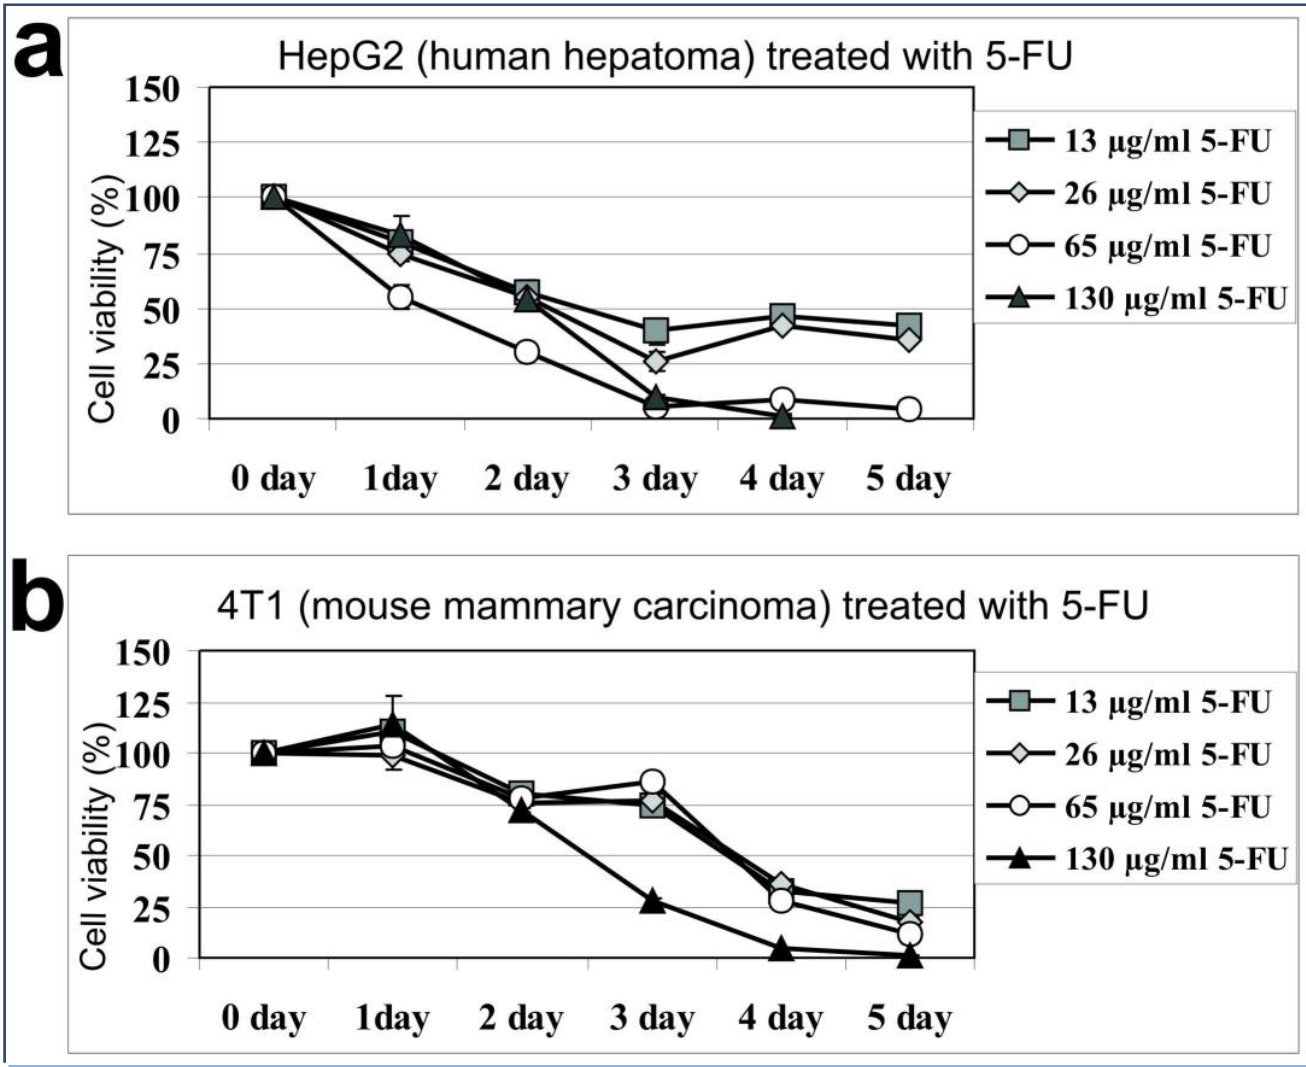 a
HepG2 (human hepatoma) treated with 5-FU
Cell viability (%)
150
125
100
75
50
25
0
0 day 1day 2 day 3 day 4 day 5 day
13 µg/ml 5-FU
26 µg/ml 5-FU
65 µg/ml 5-FU
130 µg/ml 5-FU
b
4T1 (mouse mammary carcinoma) treated with 5-FU
Cell viability (%)
150
125
100
75
50
25
0
0 day 1day 2 day 3 day 4 day 5 day
13 µg/ml 5-FU
26 µg/ml 5-FU
65 µg/ml 5-FU
130 µg/ml 5-FU